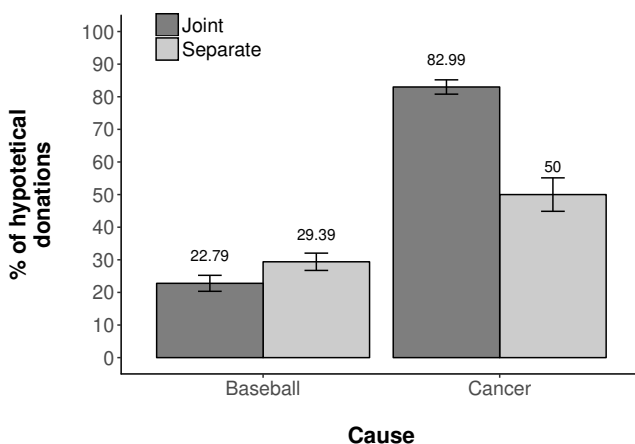 Joint
Separate
% of hypotetical
donations
100
90
80
70
60
50
40
30
20
10
0
22.79
29.39
82.99
50
Baseball
Cancer
Cause